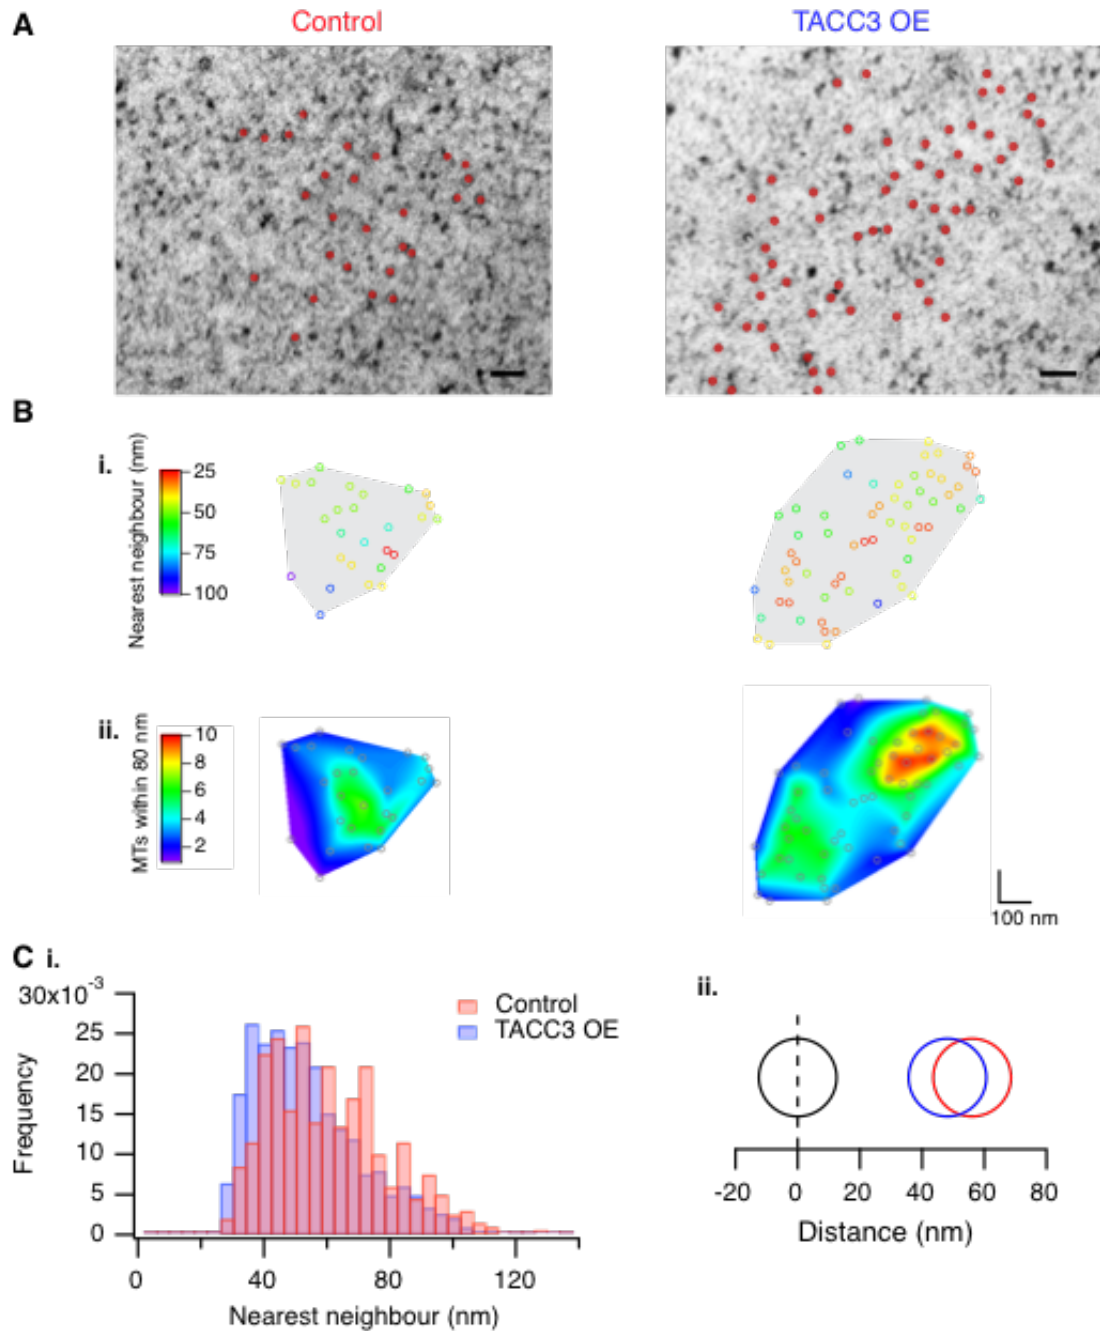 A
Control
TACC3 OE
B
i.
Nearest neighbour (nm)
25
50
75
100
ii.
MTs within 80 nm
10
8
6
4
2
100 nm
C i.
30x10-3
25
20
15
10
5
0
Frequency
Control
TACC3 OE
0 40 80 120
Nearest neighbour (nm)
ii.
-20 0 20 40 60 80
Distance (nm)